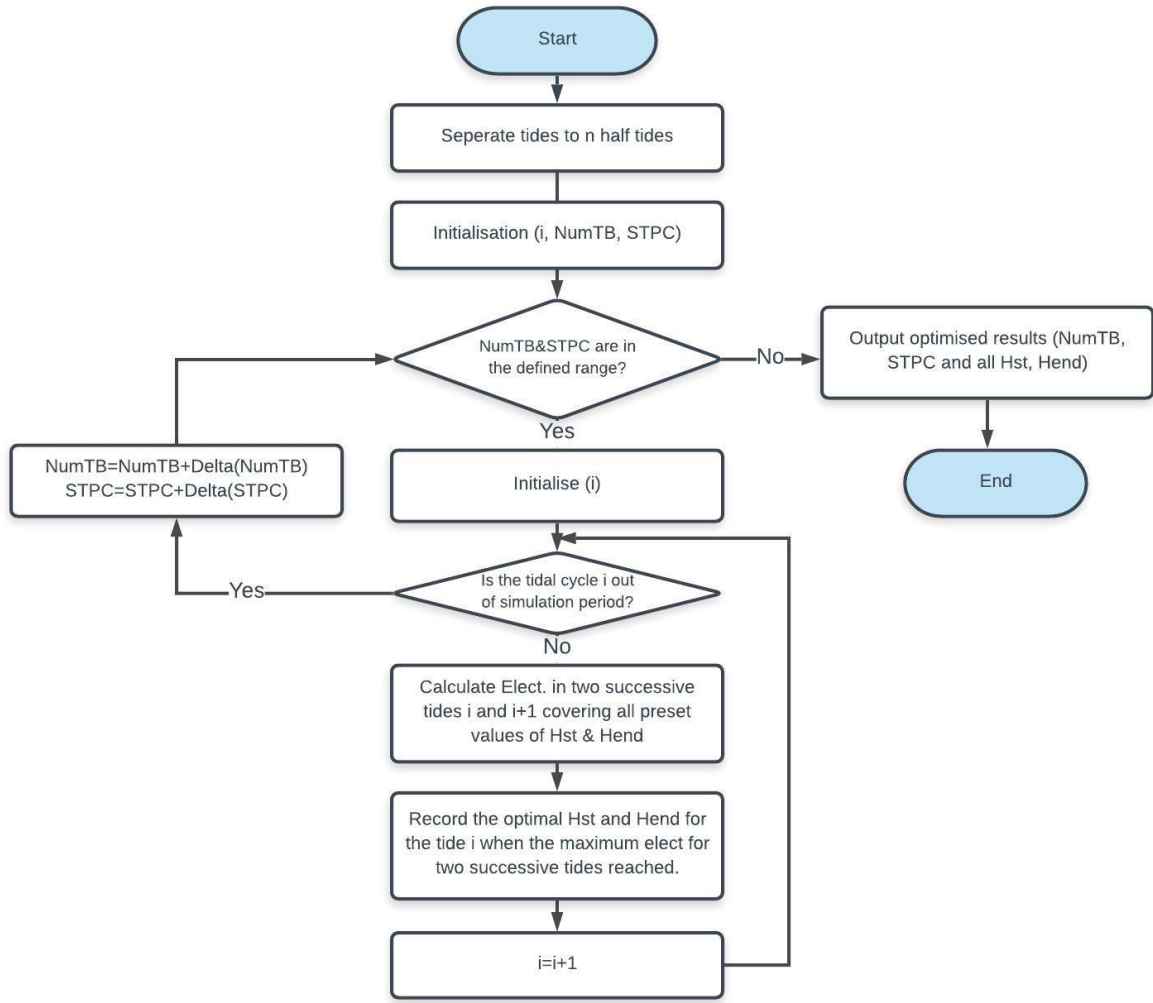 Start
Seperate tides to n half tides
Initialisation (i, NumTB, STPC)
NumTB&STPC are in
the defined range?
No
Output optimised results (NumTB,
STPC and all Hst, Hend)
End
Yes
NumTB=NumTB+Delta(NumTB)
STPC=STPC+Delta(STPC)
Initialise (i)
Is the tidal cycle i out
of simulation period?
Yes
No
Calculate Elect. in two successive
tides i and i+1 covering all preset
values of Hst & Hend
Record the optimal Hst and Hend for
the tide i when the maximum elect for
two successive tides reached.
i=i+1